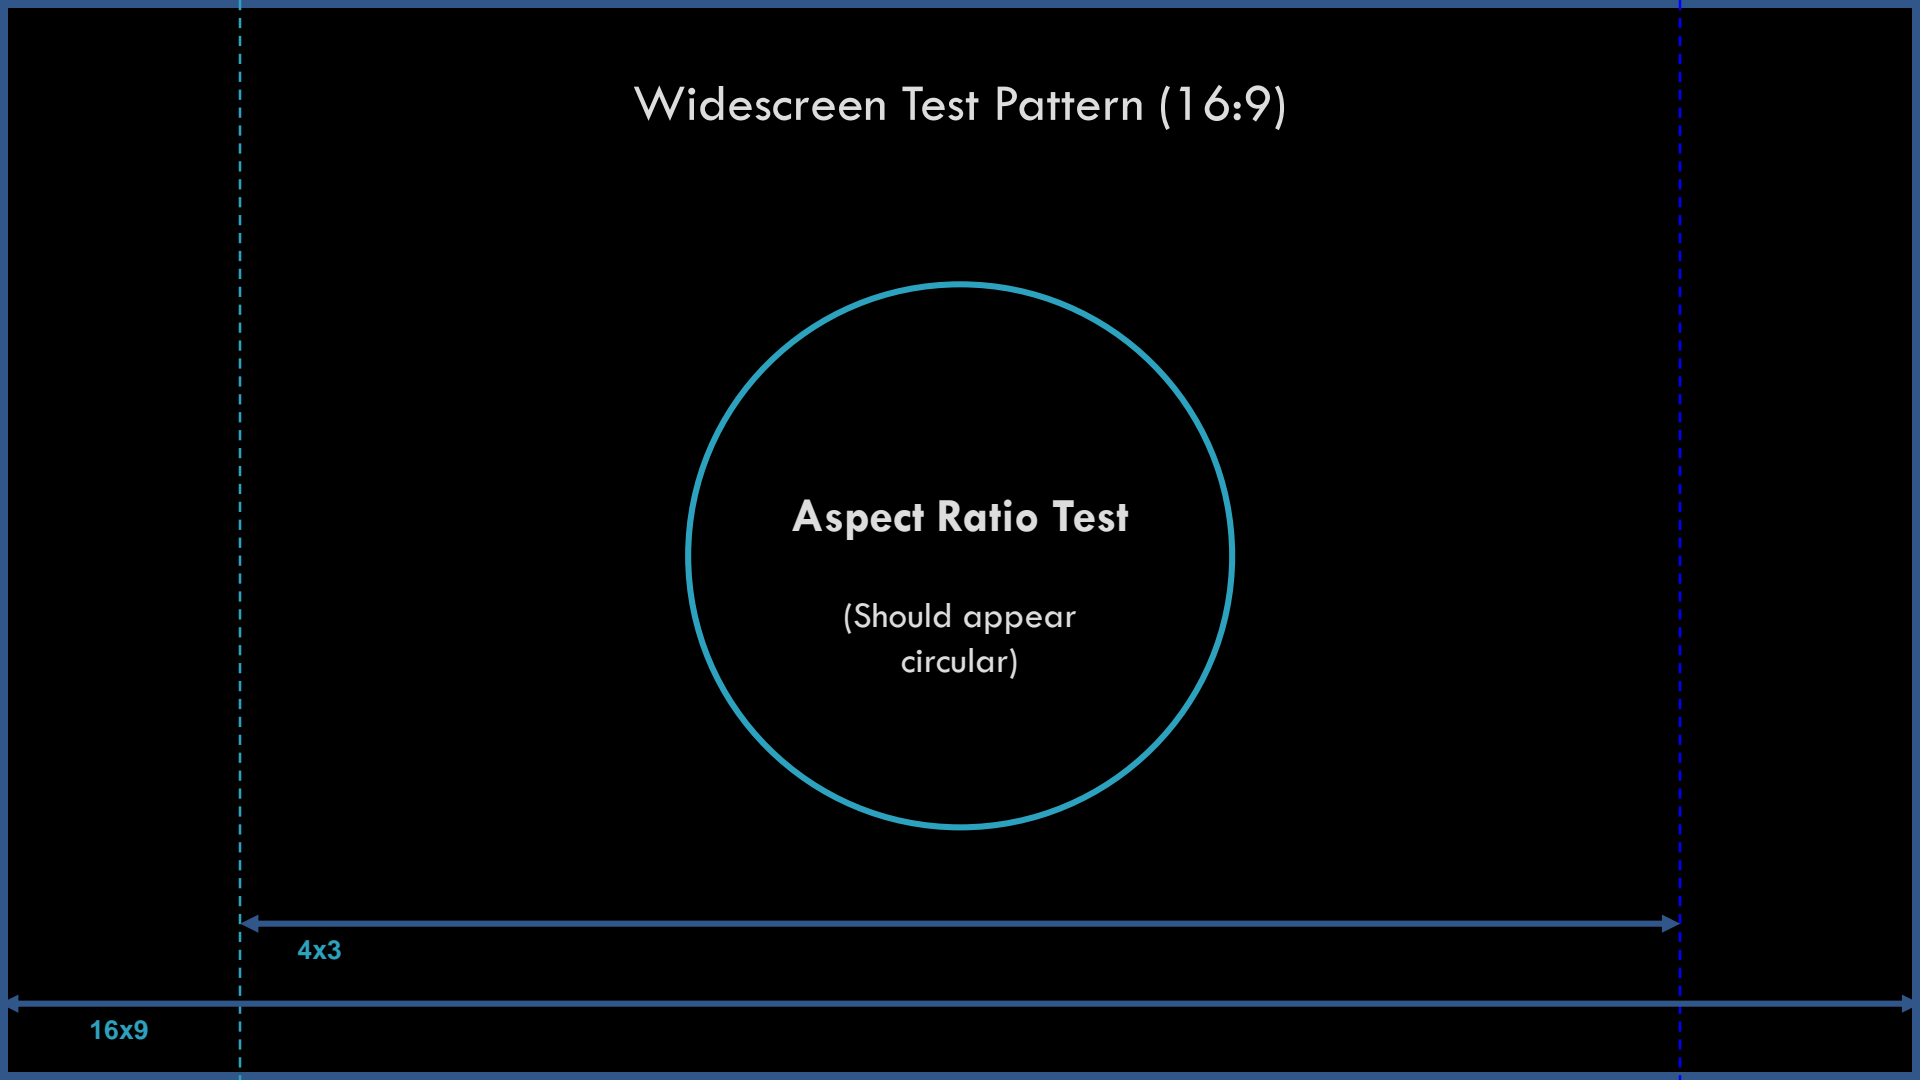 Widescreen Test Pattern (16:9)
Aspect Ratio Test
(Should appear
circular)
4x3
16x9